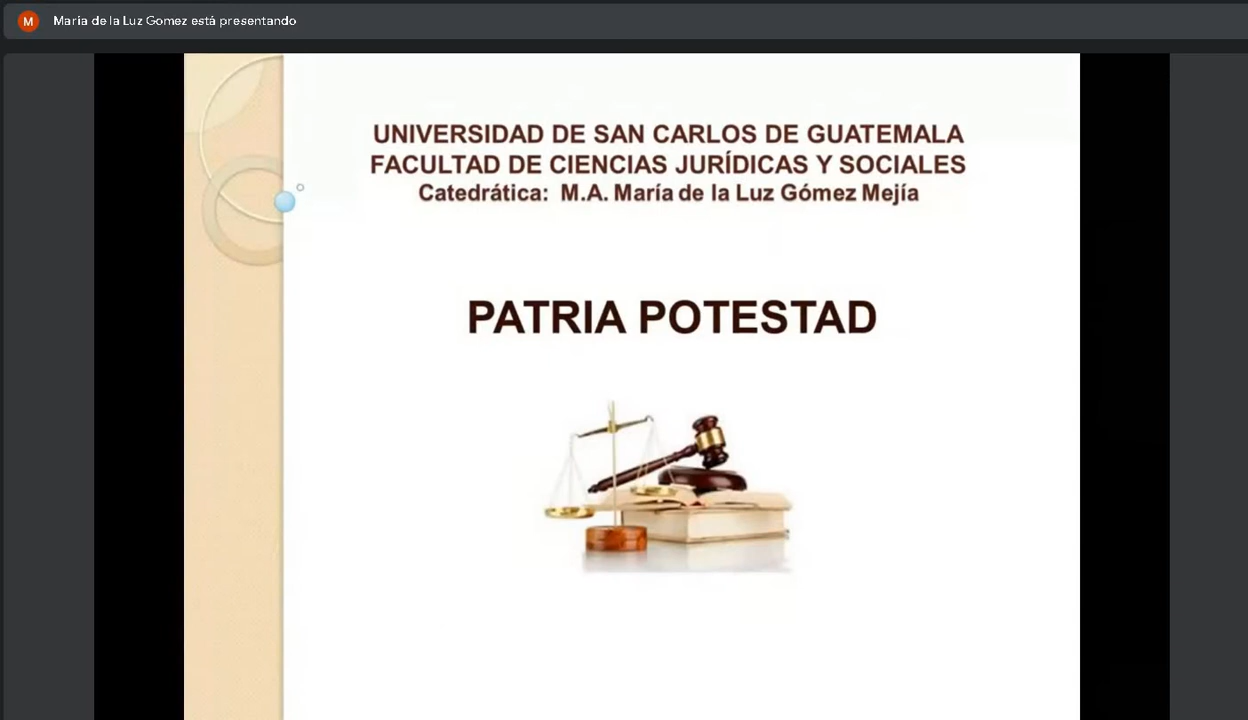 M
Maria de la Luz Gomez está presentando
UNIVERSIDAD DE SAN CARLOS DE GUATEMALA
FACULTAD DE CIENCIAS JURÍDICAS Y SOCIALES
Catedrática: M.A. María de la Luz Gómez Mejía
PATRIA POTESTAD